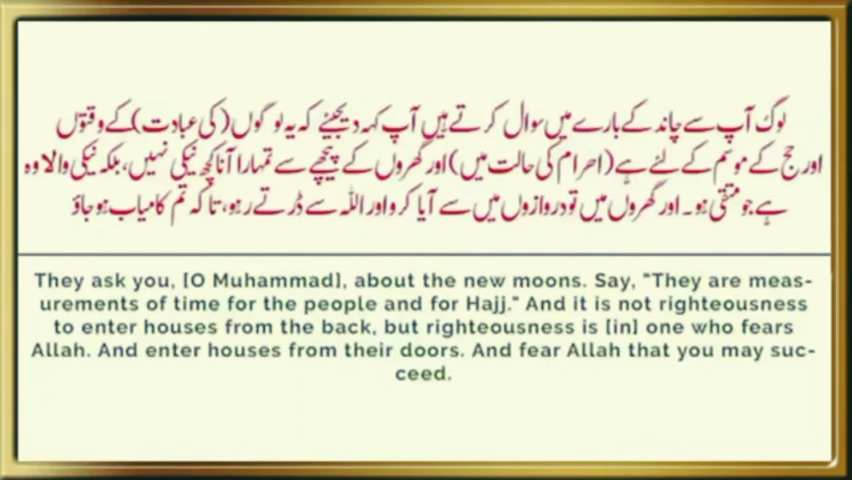 لوگ آپ سے چاند کے بارے میں سوال کرتے ہیں آپ کہہ دیجیئے کہ یہ لوگوں (کی عبادت) کے وقتوں
اور حج کے موسم کے لئے ہے (احرام کی حالت میں) اور گھروں کے پیچھے سے تمہارا آنا کچھ نیکی نہیں، بلکہ نیکی والا وه
ہے جو متقی ہو۔ اور گھروں میں تو دروازوں میں سے آیا کرو اور اللہ سے ڈرتے رہو، تاکہ تم کامیاب ہو جاؤ
They ask you, [O Muhammad], about the new moons. Say, "They are meas-
urements of time for the people and for Hajj." And it is not righteousness
to enter houses from the back, but righteousness is [in] one who fears
Allah. And enter houses from their doors. And fear Allah that you may suc-
ceed.